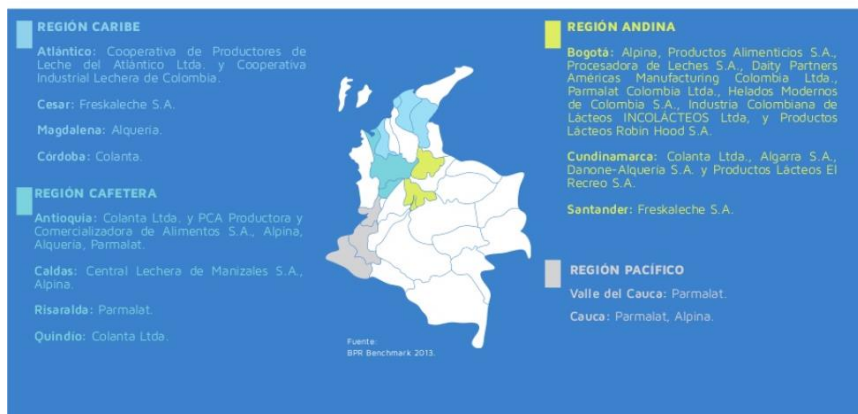 REGIÓN CARIBE
Atlántico: Cooperativa de Productores de
Leche del Atlántico Ltda. y Cooperativa
Industrial Lechera de Colombia.
Cesar: Freskaleche S.A.
Magdalena: Alquería.
Córdoba: Colanta.
REGIÓN CAFETERA
Antioquia: Colanta Ltda. y PCA Productora y
Comercializadora de Alimentos S.A., Alpina,
Alquería, Parmalat.
Caldas: Central Lechera de Manizales S.A.,
Alpina.
Risaralda: Parmalat.
Quindío: Colanta Ltda.
Fuente:
BPR Benchmark 2013.
REGIÓN ANDINA
Bogotá: Alpina, Productos Alimenticios S.A.,
Procesadora de Leches S.A., Daity Partners
Américas Manufacturing Colombia Ltda.,
Parmalat Colombia Ltda., Helados Modernos
de Colombia S.A., Industria Colombiana de
Lácteos INCOLÁCTEOS Ltda, y Productos
Lácteos Robin Hood S.A.
Cundinamarca: Colanta Ltda., Algarra S.A.,
Danone-Alquería S.A. y Productos Lácteos El
Recreo S.A.
Santander: Freskaleche S.A.
REGIÓN PACÍFICO
Valle del Cauca: Parmalat.
Cauca: Parmalat, Alpina.